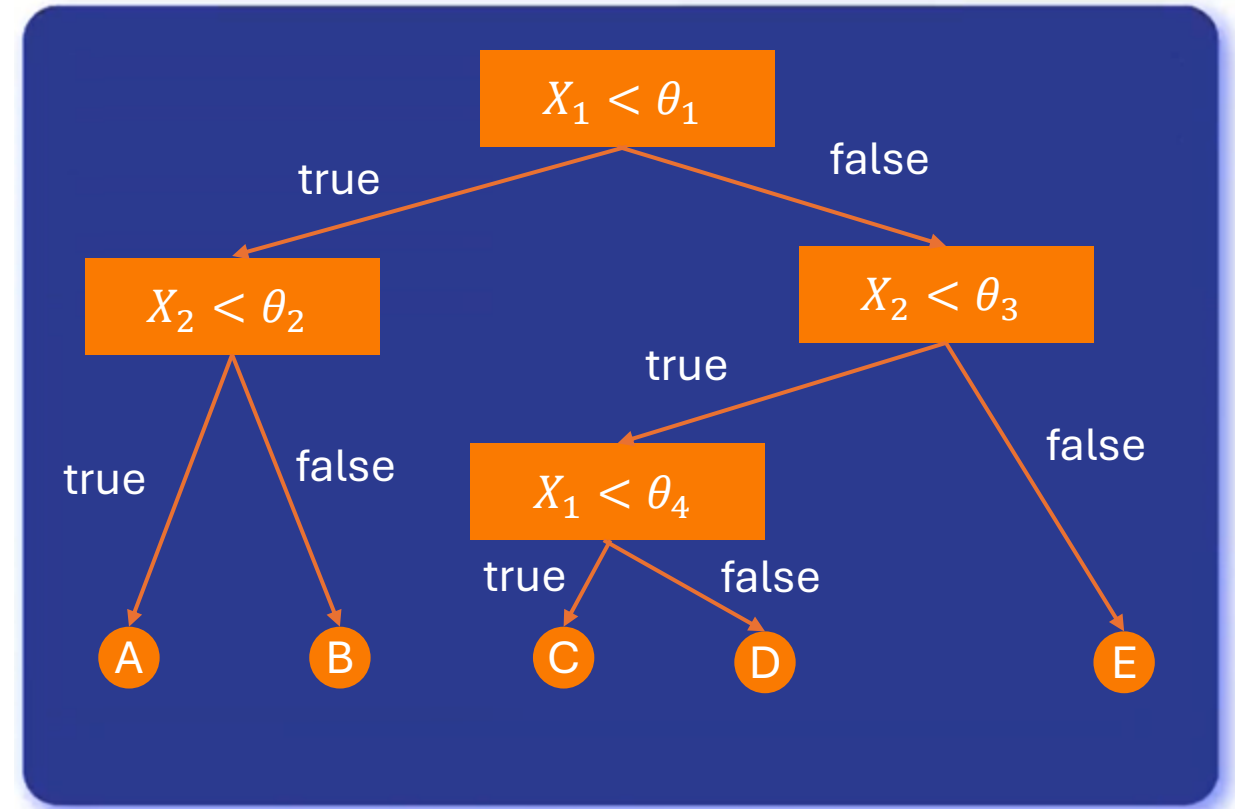 X₁ < θ₁
true
false
X₂ < θ₂
X₂ < θ₃
true
false
true
false
X₁ < θ₄
true
false
A
B
C
D
E